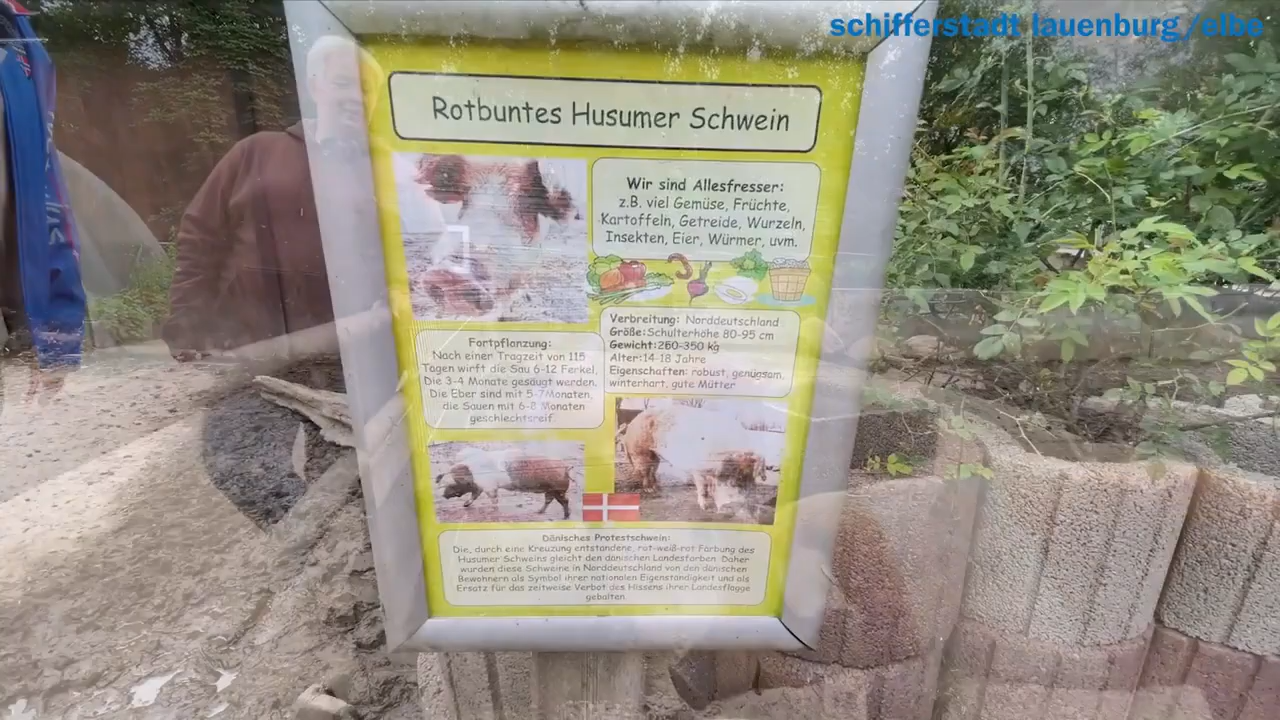 schifferstadt lauenburg/elbe
Rotbuntes Husumer Schwein
Wir sind Allesfresser:
z.B. viel Gemüse, Früchte,
Kartoffeln, Getreide, Wurzeln,
Insekten, Eier, Würmer, uvm.
Verbreitung: Norddeutschland
Größe:Schulterhöhe 80-95 cm
Gewicht:260-350 kg
Alter:14-18 Jahre
Eigenschaften: robust, genügsam,
winterhart, gute Mütter
Fortpflanzung:
Nach einer Tragzeit von 115
Tagen wirft die Sau 6-12 Ferkel,
Die 3-4 Monate gesäugt werden.
Die Eber sind mit 5-7Monaten,
die Sauen mit 6-8 Monaten
geschlechtsreif.
Dänisches Protestschwein:
Die, durch eine Kreuzung entstandene, rot-weiß-rot Färbung des
Husumer Schweins gleicht den dänischen Landesfarben. Daher
wurden diese Schweine in Norddeutschland von den dänischen
Bewohnern als Symbol ihrer nationalen Eigenständigkeit und als
Ersatz für das zeitweise Verbot des Hissens ihrer Landesflagge
gehalten.